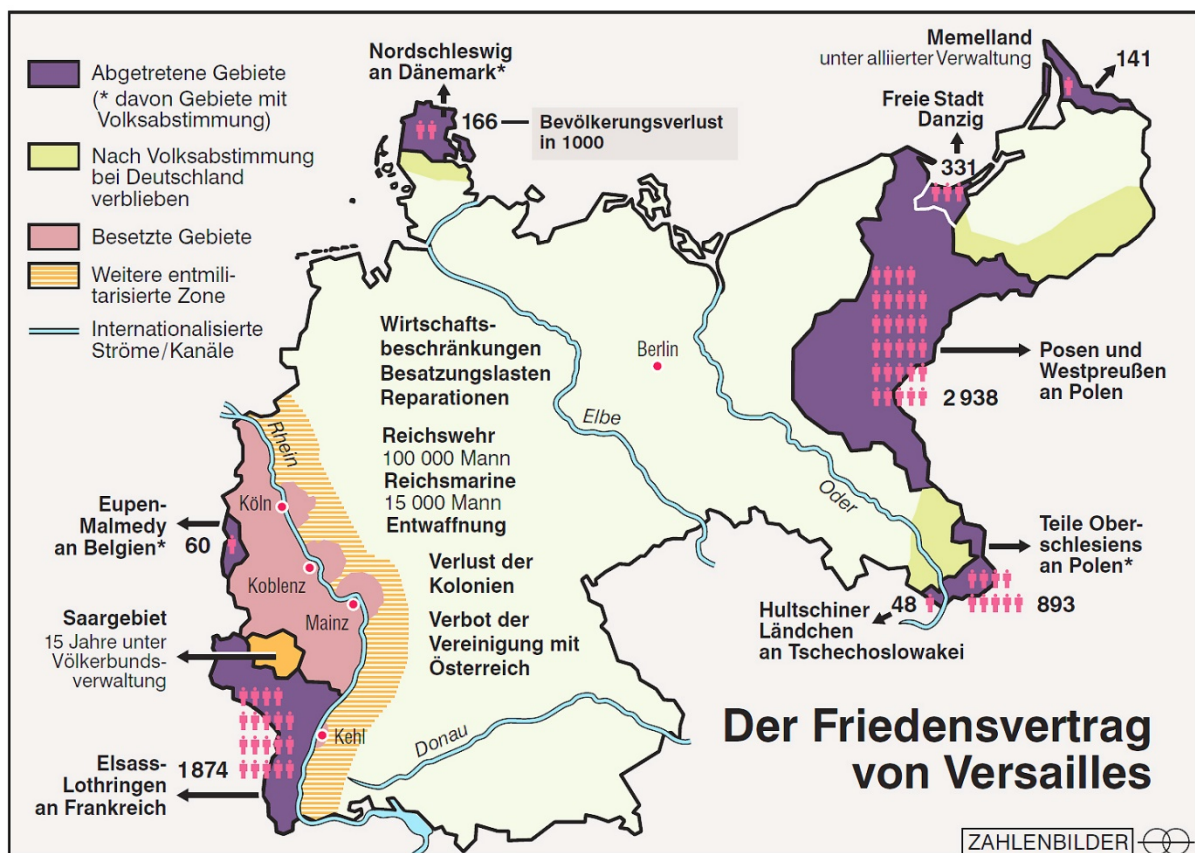 Abgetretene Gebiete
(* davon Gebiete mit
Volksabstimmung)
Nach Volksabstimmung
bei Deutschland
verblieben
Besetzte Gebiete
Weitere entmili-
tarisierte Zone
Internationalisierte
Ströme/Kanäle
Nordschleswig
an Dänemark*
166
Bevölkerungsverlust
in 1000
Memelland
unter alliierter Verwaltung
141
Freie Stadt
Danzig
331
Wirtschafts-
beschränkungen
Besatzungslasten
Reparationen
Reichswehr
100 000 Mann
Reichsmarine
15 000 Mann
Entwaffnung
Verlust der
Kolonien
Verbot der
Vereinigung mit
Österreich
Berlin
Elbe
Oder
Rhein
Donau
Köln
Koblenz
Mainz
Kehl
Posen und
Westpreußen
an Polen
2 938
Eupen-
Malmedy
an Belgien*
60
Saargebiet
15 Jahre unter
Völkerbunds-
verwaltung
Elsass-
Lothringen
an Frankreich
1 874
Teile Ober-
schlesiens
an Polen*
893
48
Hultschiner
Ländchen
an Tschechoslowakei
Der Friedensvertrag
von Versailles
ZAHLENBILDER